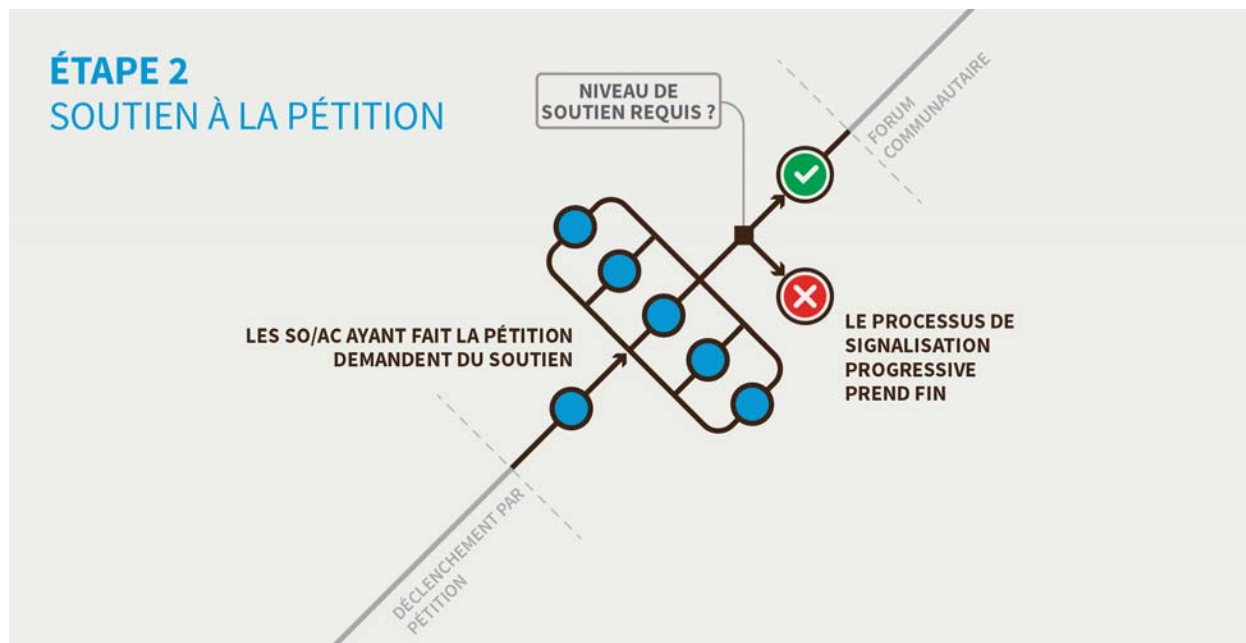 ÉTAPE 2
SOUTIEN À LA PÉTITION
NIVEAU DE
SOUTIEN REQUIS ?
FORUM
COMMUNAUTAIRE
LES SO/AC AYANT FAIT LA PÉTITION
DEMANDENT DU SOUTIEN
LE PROCESSUS DE
SIGNALISATION
PROGRESSIVE
PREND FIN
DÉCLENCHEMENT PAR
PÉTITION